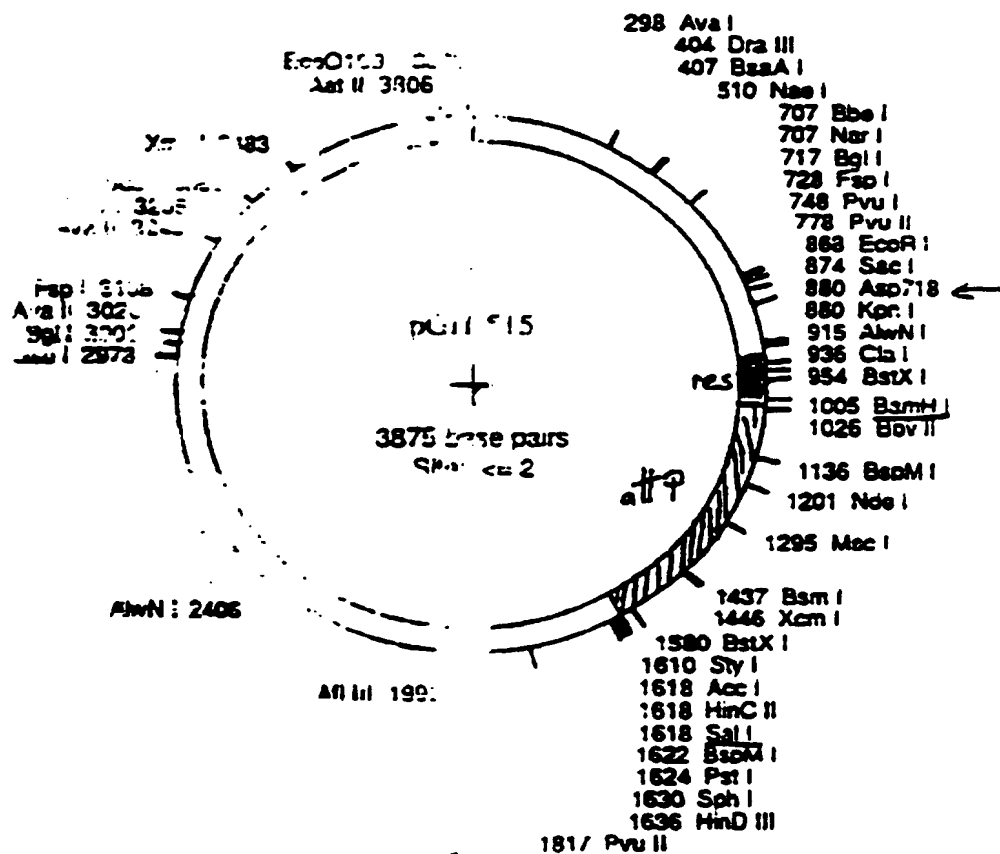 298 Ava I
404 Dra III
407 BsaA I
510 Nae I
707 Bbe I
707 Nar I
717 Bgl I
728 Fsp I
748 Pvu I
778 Pvu II
868 EcoR I
874 Sac I
880 Asp718
880 Kpn I
915 AlwN I
936 Cla I
954 BstX I
1005 BamH I
1026 Bpv II
1136 BspM I
1201 Nde I
1295 Msc I
1437 Bsm I
1446 Xcm I
1580 BstX I
1610 Sty I
1618 Acc I
1618 HinC II
1618 Sal I
1622 BspM I
1624 Pst I
1630 Sph I
1636 HinD III
1817 Pvu II
Afl III
AlwN I 2406
2973
Bgl I
Ava II
Fsp I
Aat II 3806
res
attP
3875 base pairs